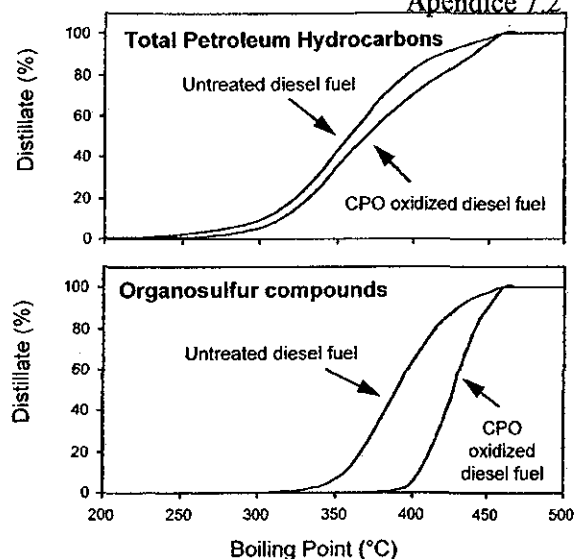 Apendice 7.2
Total Petroleum Hydrocarbons
Untreated diesel fuel
CPO oxidized diesel fuel
Distillate (%)
100
80
60
40
20
0
Organosulfur compounds
Untreated diesel fuel
CPO
oxidized
diesel fuel
Distillate (%)
100
80
60
40
20
0
200 250 300 350 400 450 500
Boiling Point (°C)